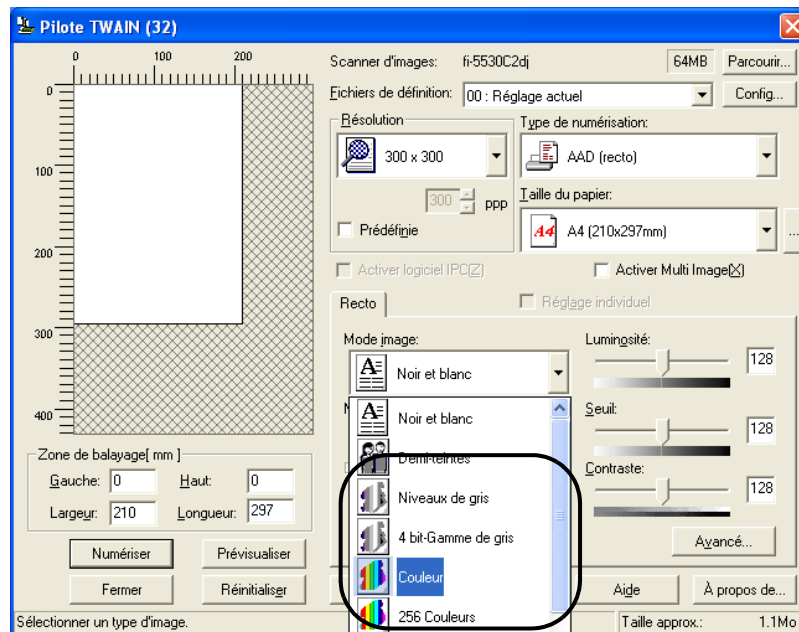 Pilote TWAIN (32)
0 100 200
0
100
200
300
400
Scanner d'images: fi-5530C2dj 64MB Parcourir...
Fichiers de définition: 00 : Réglage actuel Config...
Résolution
300 x 300
300 ppp
Prédéfinie
Type de numérisation:
AAD (recto)
Taille du papier:
A4 A4 (210x297mm) ...
Activer logiciel IPC(Z) Activer Multi Image(X)
Recto Réglage individuel
Mode image:
Noir et blanc
Noir et blanc
Demi-teintes
Niveaux de gris
4 bit-Gamme de gris
Couleur
256 Couleurs
Luminosité:
128
Seuil:
128
Contraste:
128
Avancé...
Zone de balayage[ mm ]
Gauche: 0 Haut: 0
Largeur: 210 Longueur: 297
Numériser Prévisualiser
Fermer Réinitialiser
Aide À propos de...
Sélectionner un type d'image. Taille approx.: 1.1Mo